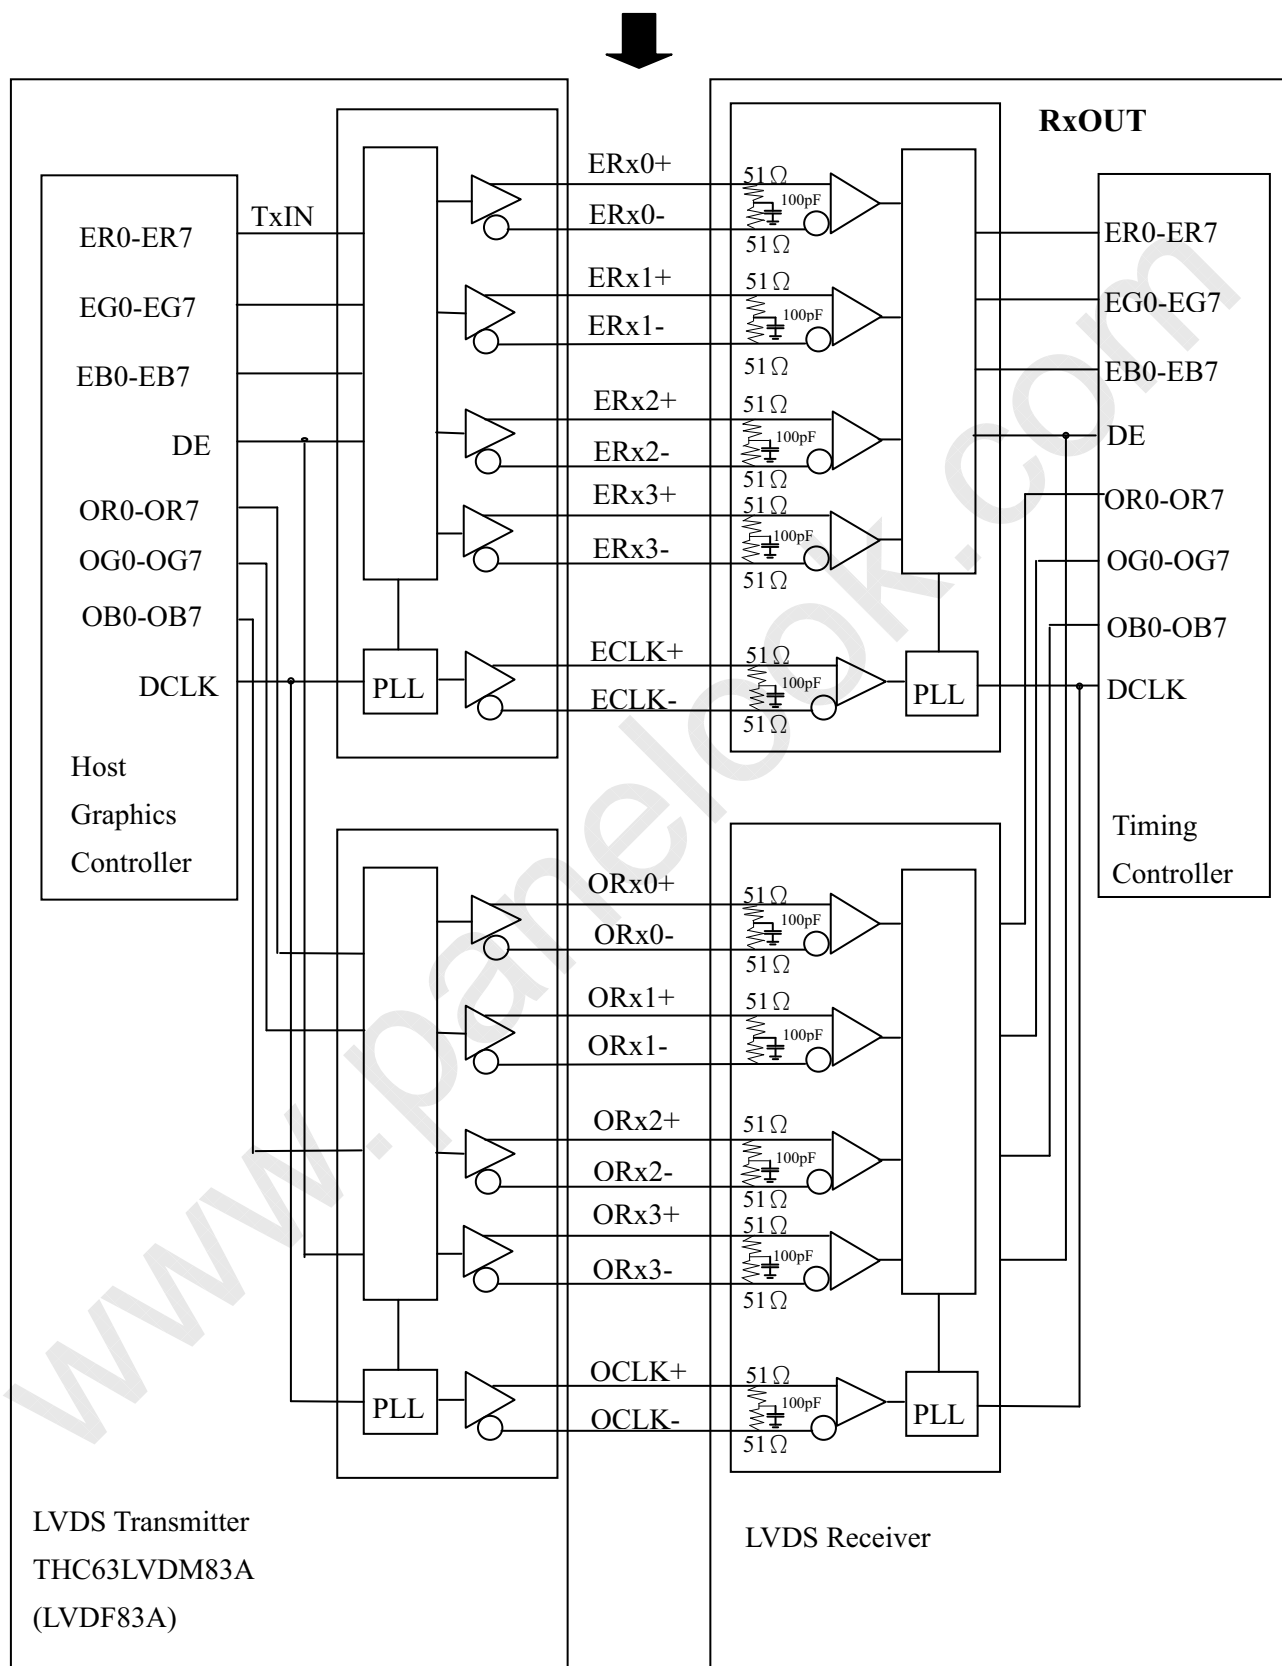 RxOUT
TxIN
ER0-ER7
EG0-EG7
EB0-EB7
DE
OR0-OR7
OG0-OG7
OB0-OB7
DCLK
Host
Graphics
Controller
PLL
ERx0+
ERx0-
ERx1+
ERx1-
ERx2+
ERx2-
ERx3+
ERx3-
ECLK+
ECLK-
51Ω
100pF
51Ω
51Ω
100pF
51Ω
51Ω
100pF
51Ω
51Ω
100pF
51Ω
51Ω
100pF
51Ω
PLL
ER0-ER7
EG0-EG7
EB0-EB7
DE
OR0-OR7
OG0-OG7
OB0-OB7
DCLK
Timing
Controller
PLL
ORx0+
ORx0-
ORx1+
ORx1-
ORx2+
ORx2-
ORx3+
ORx3-
OCLK+
OCLK-
51Ω
100pF
51Ω
51Ω
100pF
51Ω
51Ω
100pF
51Ω
51Ω
100pF
51Ω
51Ω
100pF
51Ω
PLL
LVDS Transmitter
THC63LVDM83A
(LVDF83A)
LVDS Receiver
www.panelook.com